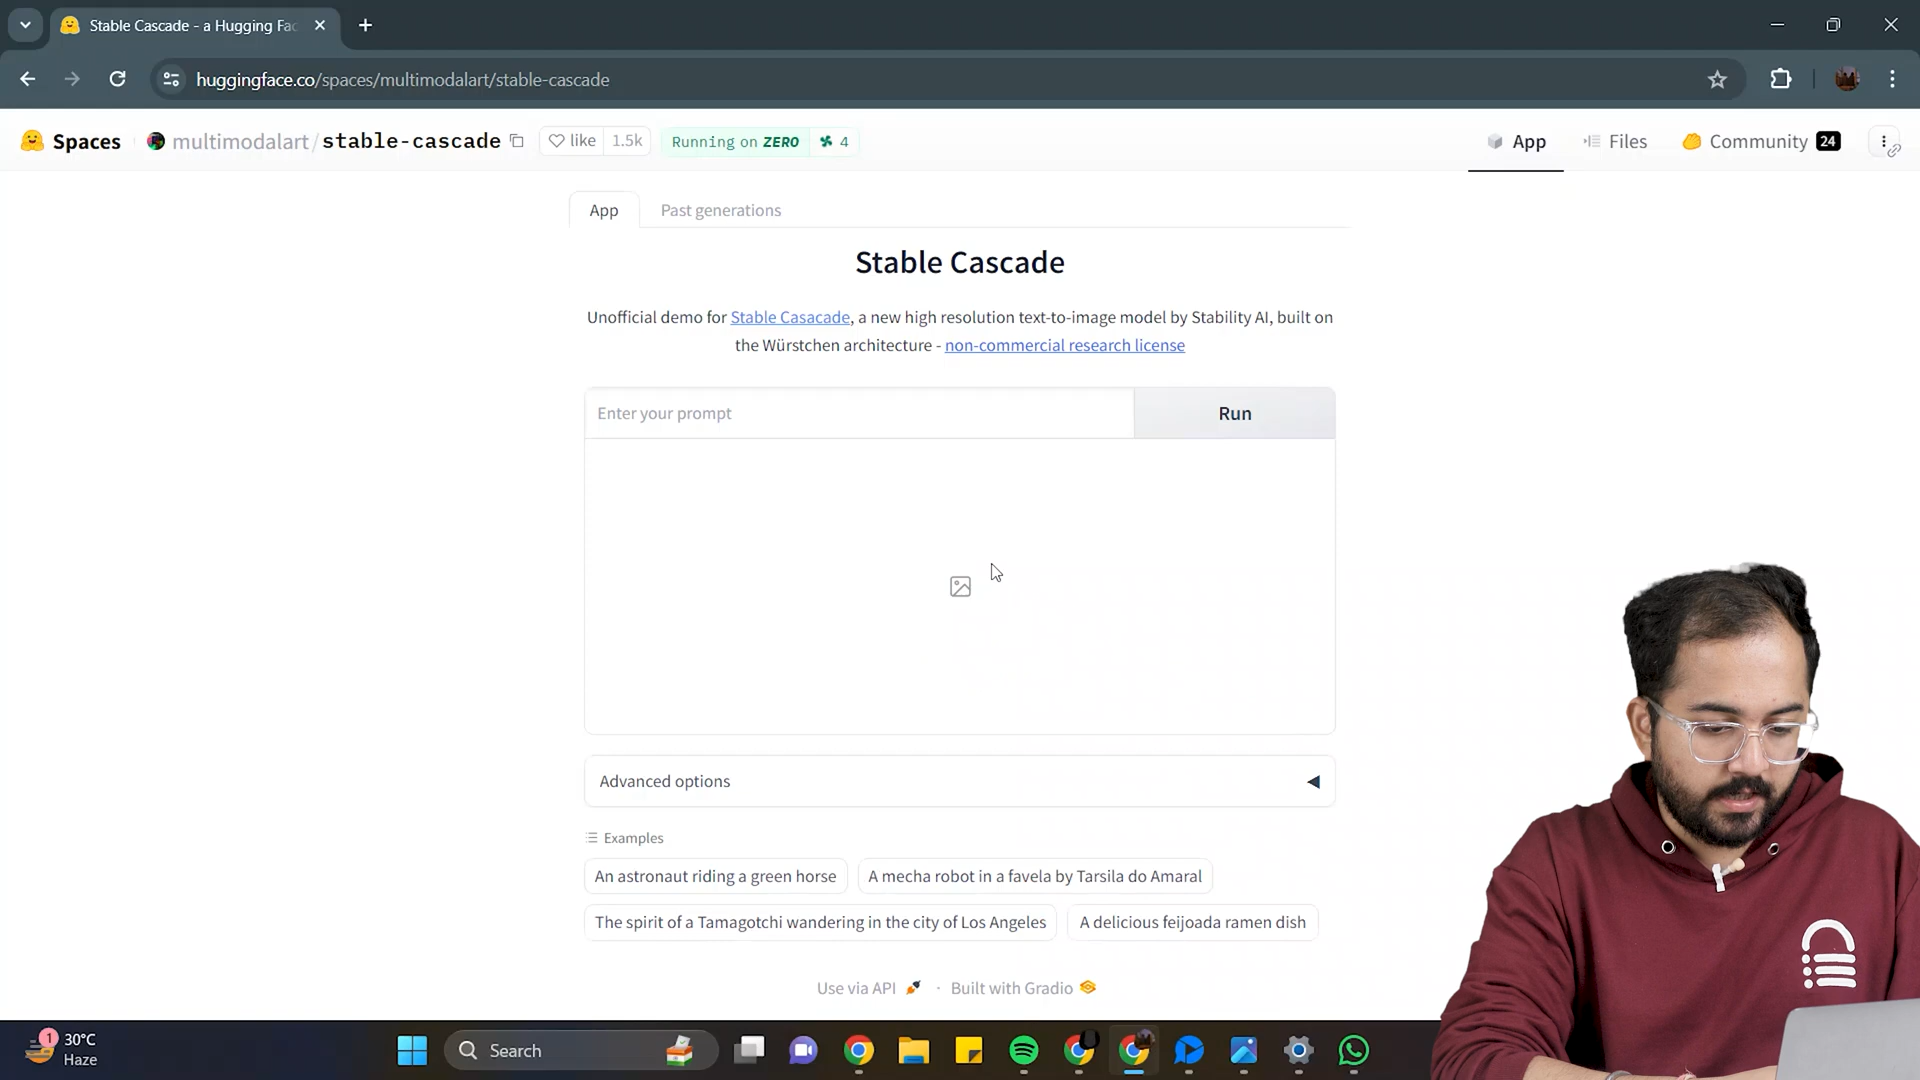 Stable Cascade - a Hugging Fac
huggingface.co/spaces/multimodalart/stable-cascade
Spaces multimodalart/stable-cascade like 1.5k Running on ZERO 4 App Files Community 24
App Past generations
Stable Cascade
Unofficial demo for Stable Casacade, a new high resolution text-to-image model by Stability AI, built on
the Würstchen architecture - non-commercial research license
Enter your prompt Run
Advanced options
Examples
An astronaut riding a green horse A mecha robot in a favela by Tarsila do Amaral
The spirit of a Tamagotchi wandering in the city of Los Angeles A delicious feijoada ramen dish
Use via API · Built with Gradio
1 30°C
Haze
Search